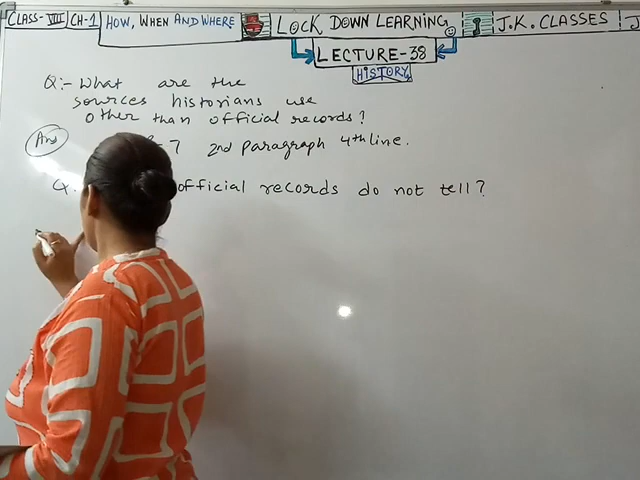 CLASS-VIII CH-1 HOW, WHEN AND WHERE LOCK DOWN LEARNING J.K. CLASSES J
LECTURE-38
HISTORY
Q:- What are the
sources historians use
other than official records?
Ans 7 2nd paragraph 4th line.
Q. official records do not tell?